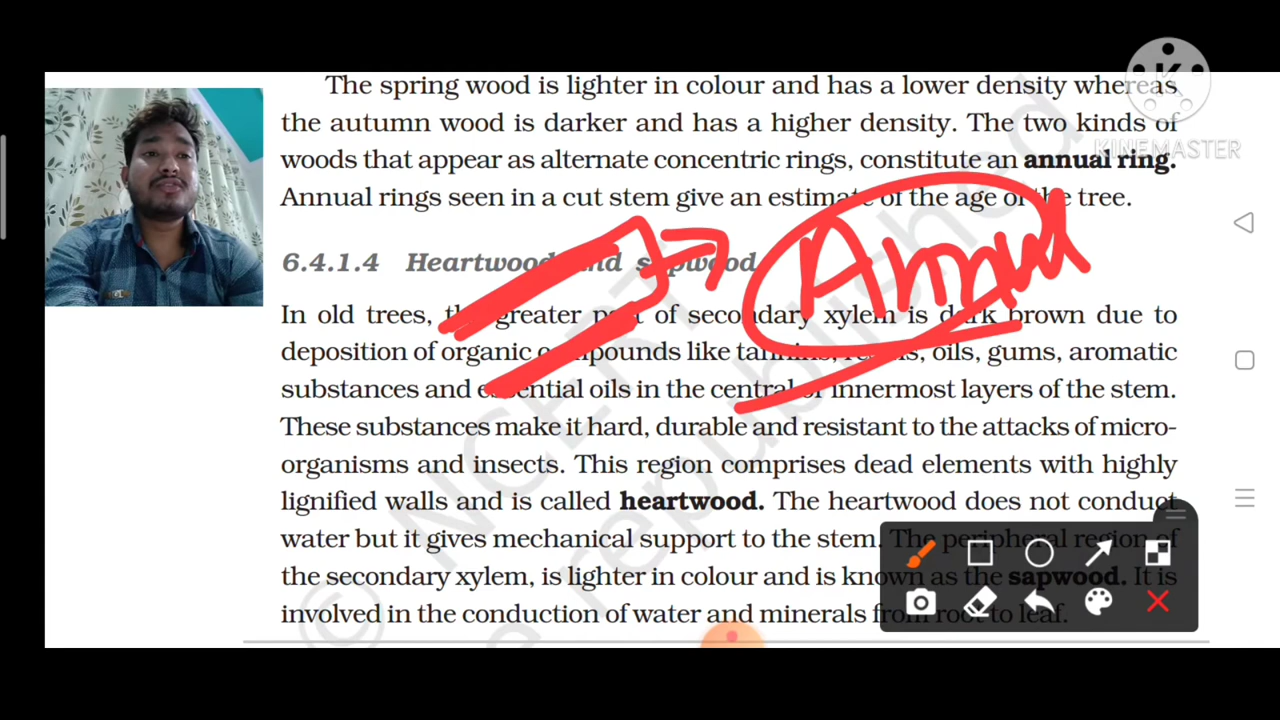 The spring wood is lighter in colour and has a lower density whereas
the autumn wood is darker and has a higher density. The two kinds of
woods that appear as alternate concentric rings, constitute an annual ring.
KINEMASTER
Annual rings seen in a cut stem give an estimate of the age of the tree.
Annual
6.4.1.4 Heartwood and sapwood
In old trees, the greater part of secondary xylem is dark brown due to
deposition of organic compounds like tannins, resins, oils, gums, aromatic
substances and essential oils in the central or innermost layers of the stem.
These substances make it hard, durable and resistant to the attacks of micro-
organisms and insects. This region comprises dead elements with highly
lignified walls and is called heartwood. The heartwood does not conduct
water but it gives mechanical support to the stem. The peripheral region of
the secondary xylem, is lighter in colour and is known as the sapwood. It is
involved in the conduction of water and minerals from root to leaf.
© NCERT
republished